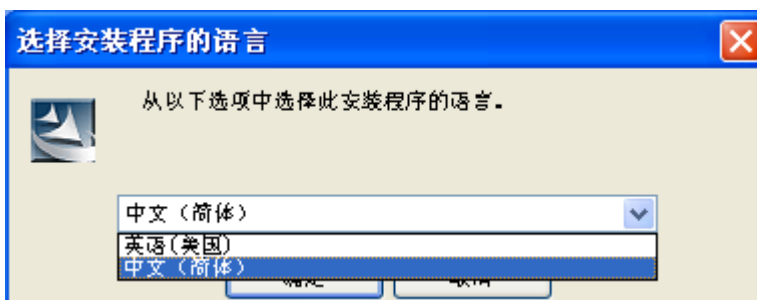 选择安装程序的语言
从以下选项中选择此安装程序的语言.
中文 (简体)
英语(美国)
中文 (简体)